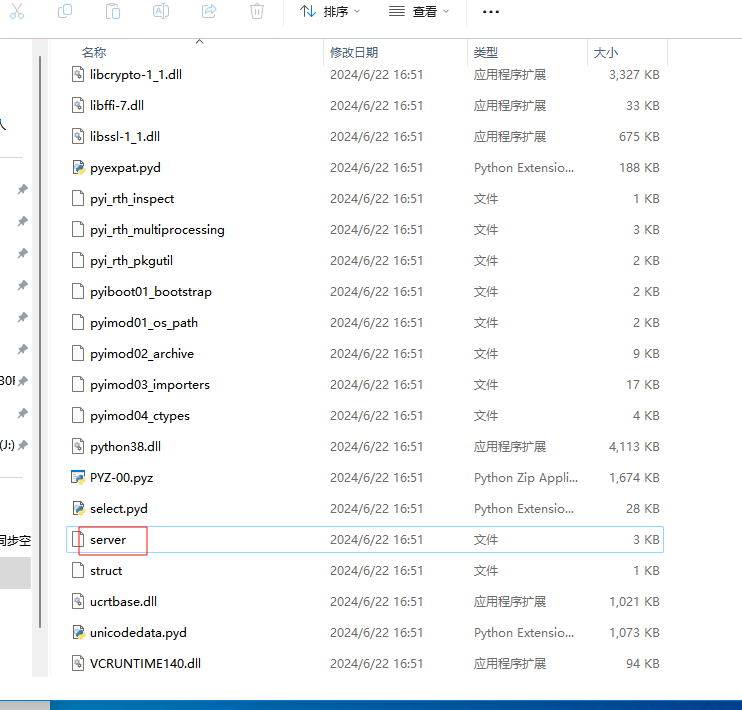 排序 查看 ...
名称 修改日期 类型 大小
libcrypto-1_1.dll 2024/6/22 16:51 应用程序扩展 3,327 KB
libffi-7.dll 2024/6/22 16:51 应用程序扩展 33 KB
libssl-1_1.dll 2024/6/22 16:51 应用程序扩展 675 KB
pyexpat.pyd 2024/6/22 16:51 Python Extensio... 188 KB
pyi_rth_inspect 2024/6/22 16:51 文件 1 KB
pyi_rth_multiprocessing 2024/6/22 16:51 文件 3 KB
pyi_rth_pkgutil 2024/6/22 16:51 文件 2 KB
pyiboot01_bootstrap 2024/6/22 16:51 文件 2 KB
pyimod01_os_path 2024/6/22 16:51 文件 2 KB
pyimod02_archive 2024/6/22 16:51 文件 9 KB
pyimod03_importers 2024/6/22 16:51 文件 17 KB
(J:) pyimod04_ctypes 2024/6/22 16:51 文件 4 KB
python38.dll 2024/6/22 16:51 应用程序扩展 4,113 KB
PYZ-00.pyz 2024/6/22 16:51 Python Zip Appli... 1,674 KB
select.pyd 2024/6/22 16:51 Python Extensio... 28 KB
同步空 server 2024/6/22 16:51 文件 3 KB
struct 2024/6/22 16:51 文件 1 KB
ucrtbase.dll 2024/6/22 16:51 应用程序扩展 1,021 KB
unicodedata.pyd 2024/6/22 16:51 Python Extensio... 1,073 KB
VCRUNTIME140.dll 2024/6/22 16:51 应用程序扩展 94 KB